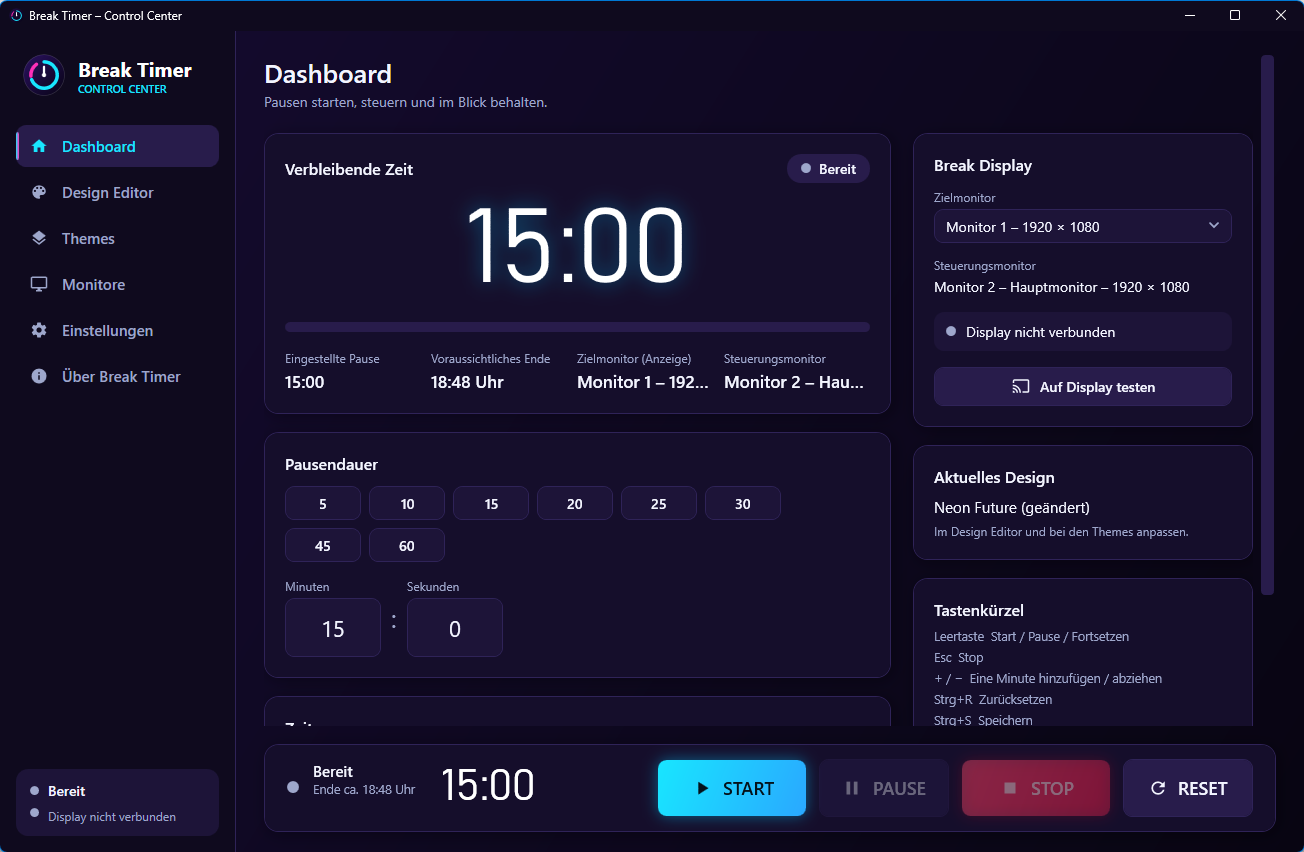 Break Timer – Control Center
Break Timer
CONTROL CENTER
Dashboard
Design Editor
Themes
Monitore
Einstellungen
Über Break Timer
Bereit
Display nicht verbunden
Dashboard
Pausen starten, steuern und im Blick behalten.
Verbleibende Zeit
Bereit
15:00
Eingestellte Pause
15:00
Voraussichtliches Ende
18:48 Uhr
Zielmonitor (Anzeige)
Monitor 1 – 192...
Steuerungsmonitor
Monitor 2 – Hau...
Pausendauer
5 10 15 20 25 30
45 60
Minuten Sekunden
15 : 0
Break Display
Zielmonitor
Monitor 1 – 1920 × 1080
Steuerungsmonitor
Monitor 2 – Hauptmonitor – 1920 × 1080
Display nicht verbunden
Auf Display testen
Aktuelles Design
Neon Future (geändert)
Im Design Editor und bei den Themes anpassen.
Tastenkürzel
Leertaste Start / Pause / Fortsetzen
Esc Stop
+ / − Eine Minute hinzufügen / abziehen
Strg+R Zurücksetzen
Strg+S Speichern
Bereit
Ende ca. 18:48 Uhr
15:00
START
PAUSE
STOP
RESET